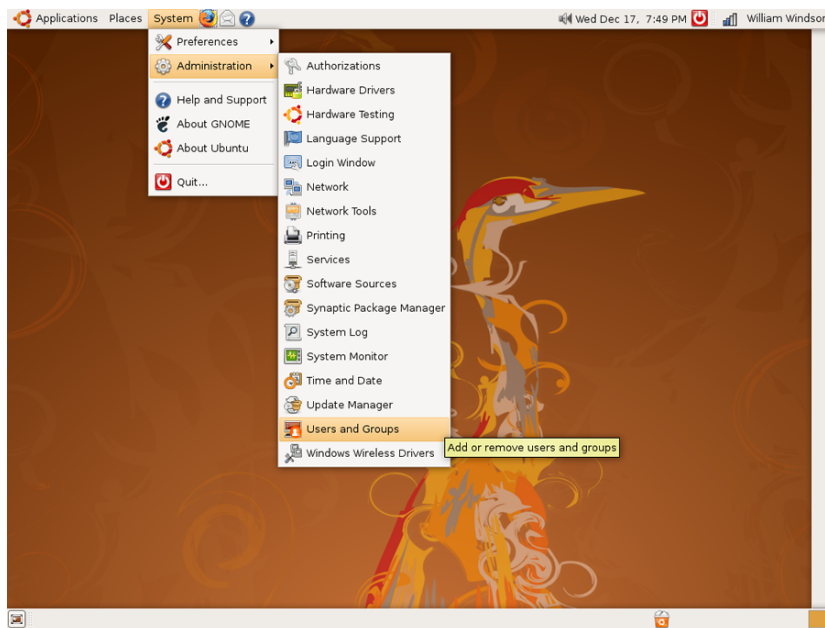 Applications Places System Wed Dec 17, 7:49 PM William Windsor
Preferences
Administration
Help and Support
About GNOME
About Ubuntu
Quit...
Authorizations
Hardware Drivers
Hardware Testing
Language Support
Login Window
Network
Network Tools
Printing
Services
Software Sources
Synaptic Package Manager
System Log
System Monitor
Time and Date
Update Manager
Users and Groups
Add or remove users and groups
Windows Wireless Drivers